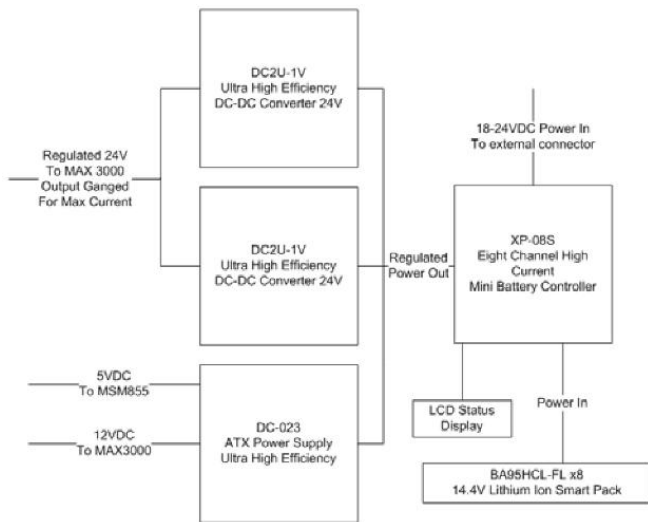 DC2U-1V
Ultra High Efficiency
DC-DC Converter 24V
18-24VDC Power In
To external connector
Regulated 24V
To MAX 3000
Output Ganged
For Max Current
DC2U-1V
Ultra High Efficiency
DC-DC Converter 24V
Regulated
Power Out
XP-08S
Eight Channel High
Current
Mini Battery Controller
5VDC
To MSM855
12VDC
To MAX3000
DC-023
ATX Power Supply
Ultra High Efficiency
LCD Status
Display
Power In
BA95HCL-FL x8
14.4V Lithium Ion Smart Pack